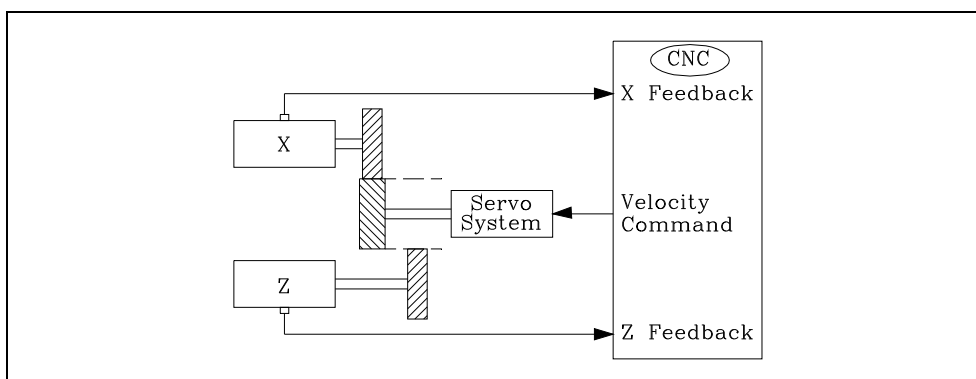 CNC
X Feedback
X
Servo
System
Velocity
Command
Z
Z Feedback